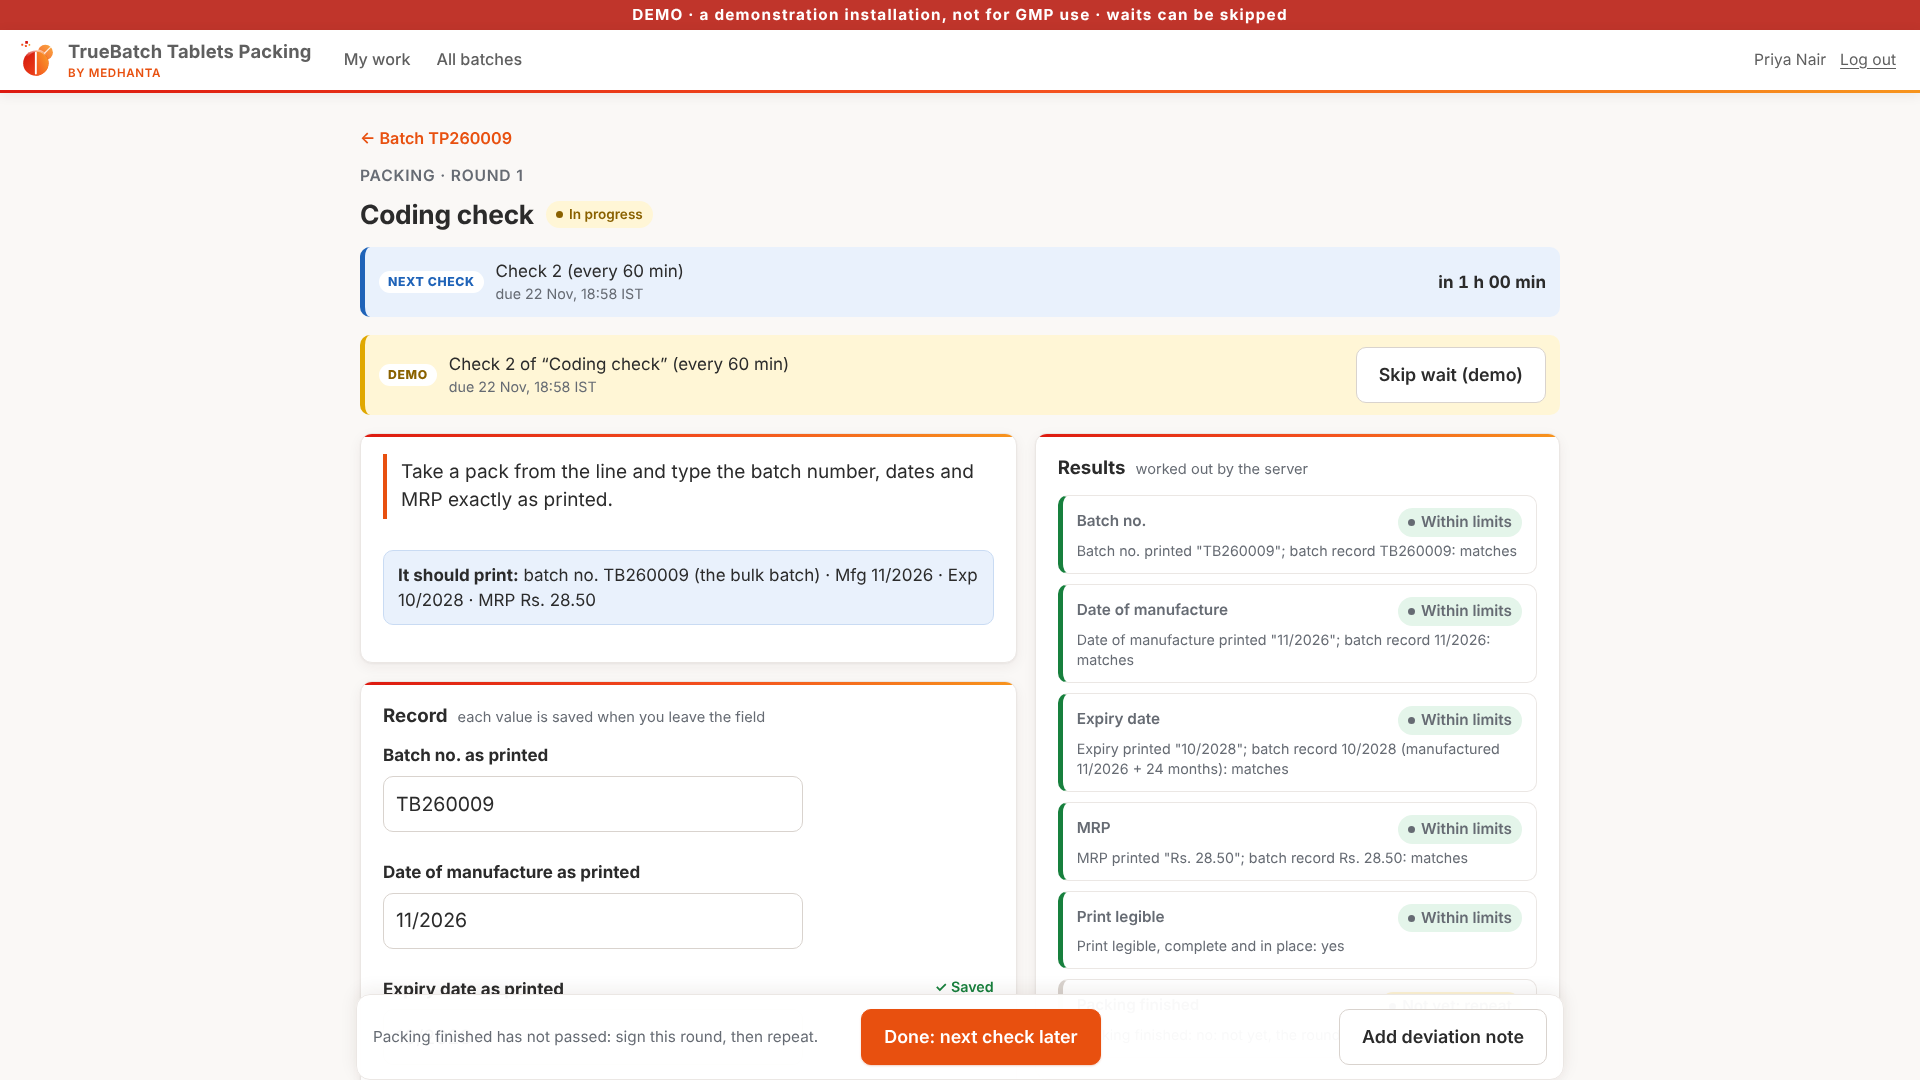 DEMO · a demonstration installation, not for GMP use · waits can be skipped
TrueBatch Tablets Packing
BY MEDHANTA
My work
All batches
Priya Nair
Log out
← Batch TP260009
PACKING · ROUND 1
Coding check
• In progress
NEXT CHECK
Check 2 (every 60 min)
due 22 Nov, 18:58 IST
in 1 h 00 min
DEMO
Check 2 of “Coding check” (every 60 min)
due 22 Nov, 18:58 IST
Skip wait (demo)
Take a pack from the line and type the batch number, dates and
MRP exactly as printed.
It should print: batch no. TB260009 (the bulk batch) · Mfg 11/2026 · Exp
10/2028 · MRP Rs. 28.50
Record each value is saved when you leave the field
Batch no. as printed
TB260009
Date of manufacture as printed
11/2026
Expiry date as printed
✓ Saved
Results worked out by the server
Batch no.
• Within limits
Batch no. printed "TB260009"; batch record TB260009: matches
Date of manufacture
• Within limits
Date of manufacture printed "11/2026"; batch record 11/2026:
matches
Expiry date
• Within limits
Expiry printed "10/2028"; batch record 10/2028 (manufactured
11/2026 + 24 months): matches
MRP
• Within limits
MRP printed "Rs. 28.50"; batch record Rs. 28.50: matches
Print legible
• Within limits
Print legible, complete and in place: yes
Packing finished
• Not yet: repeat
Packing finished has not passed: sign this round, then repeat.
Done: next check later
Add deviation note